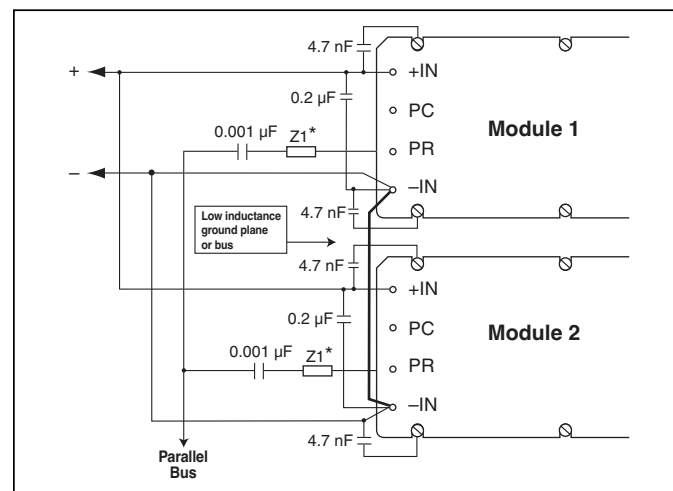 4.7 nF
+
+IN
0.2 µF
PC
Module 1
0.001 µF
Z1*
PR
–
–IN
4.7 nF
Low inductance
ground plane
or bus
4.7 nF
+IN
0.2 µF
PC
Module 2
0.001 µF
Z1*
PR
–IN
4.7 nF
Parallel
Bus